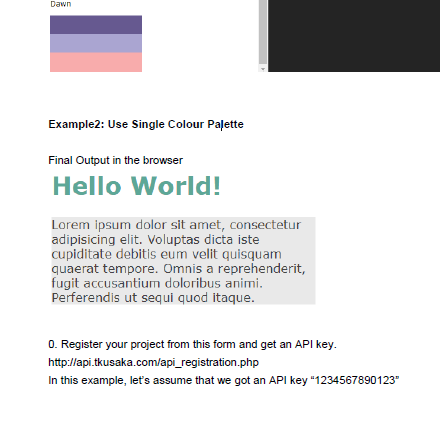 Dawn
Example2: Use Single Colour Palette
Final Output in the browser
Hello World!
Lorem ipsum dolor sit amet, consectetur
adipisicing elit. Voluptas dicta iste
cupiditate debitis eum velit quisquam
quaerat tempore. Omnis a reprehenderit,
fugit accusantium doloribus animi.
Perferendis ut sequi quod itaque.
0. Register your project from this form and get an API key.
http://api.tkusaka.com/api_registration.php
In this example, let’s assume that we got an API key “1234567890123”